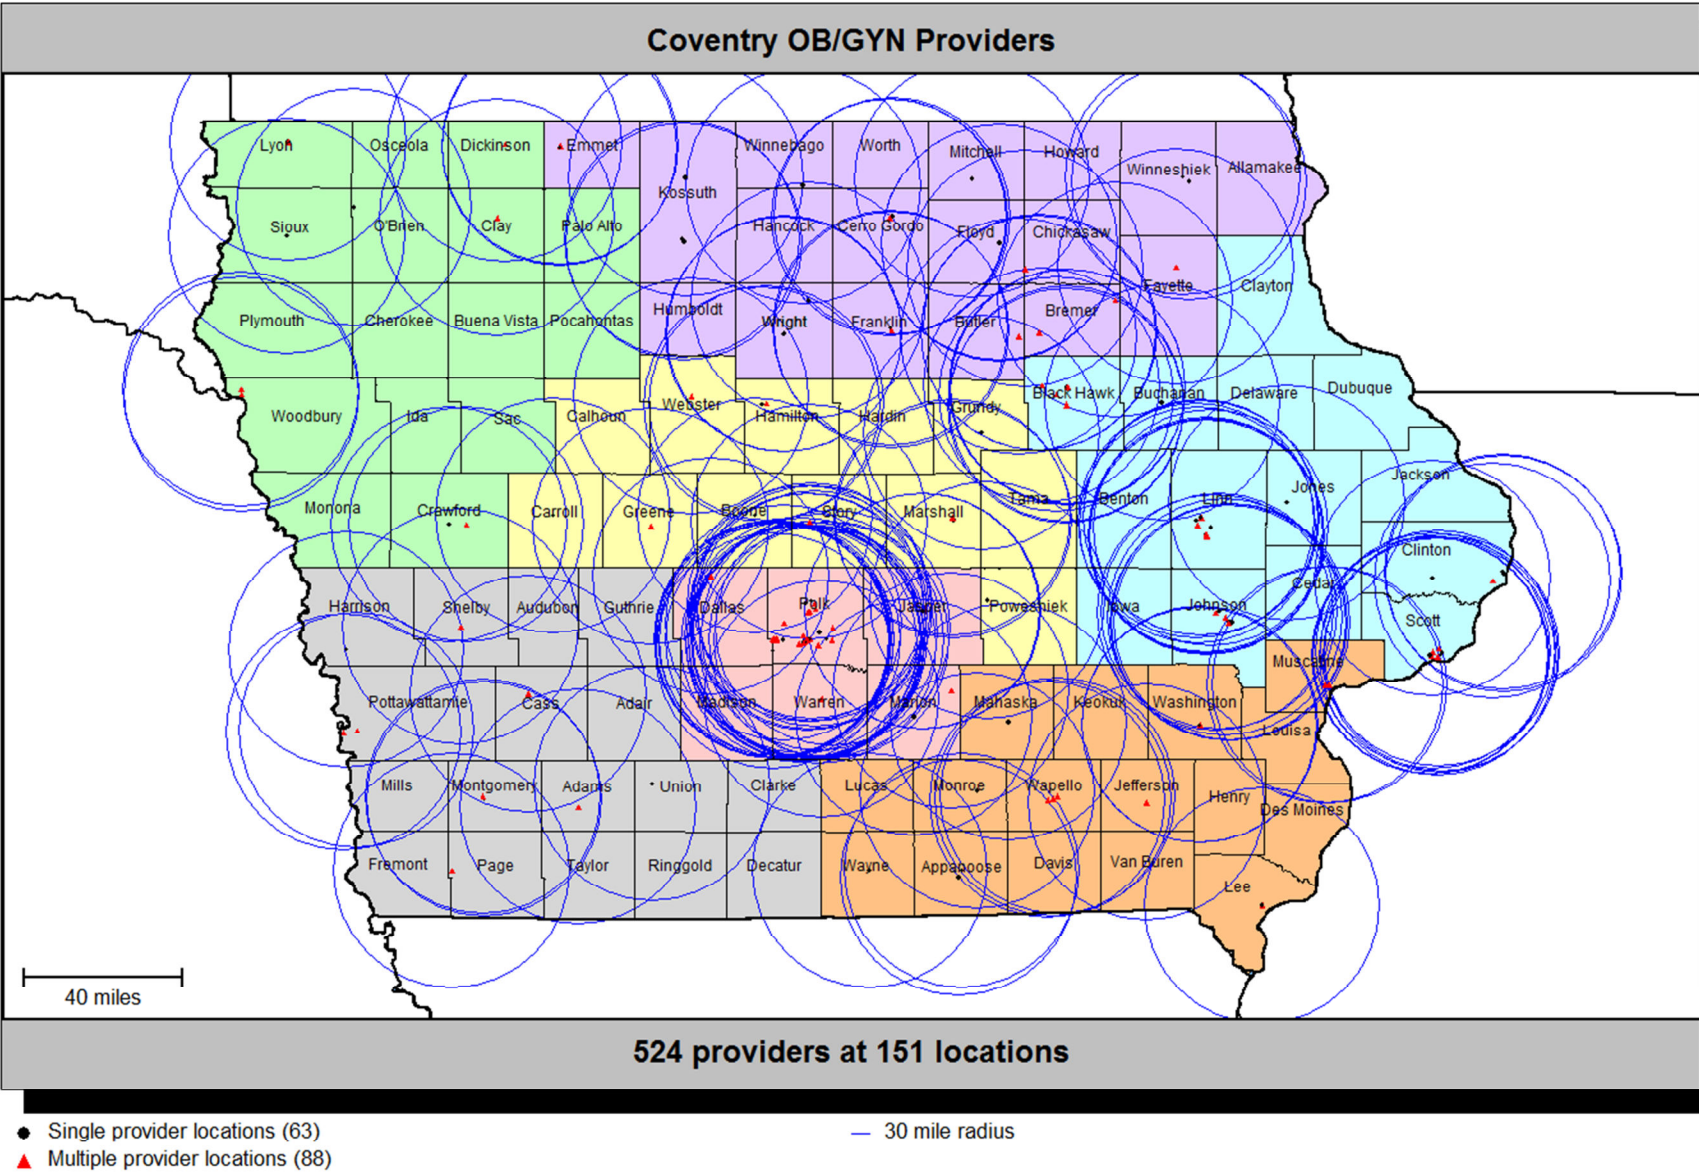 Coventry OB/GYN Providers
Lyon Osceola Dickinson Emmet Winnebago Worth Mitchell Howard Winneshiek Allamakee
Kossuth
Sioux O'Brien Clay Palo Alto Hancock Cerro Gordo Floyd Chickasaw
Fayette Clayton
Plymouth Cherokee Buena Vista Pocahontas Humboldt Wright Franklin Butler Bremer
Woodbury Ida Sac Calhoun Webster Hamilton Hardin Grundy Black Hawk Buchanan Delaware Dubuque
Monona Crawford Carroll Greene Boone Story Marshall Tama Benton Linn Jones Jackson
Clinton
Cedar
Harrison Shelby Audubon Guthrie Dallas Polk Jasper Poweshiek Iowa Johnson Scott
Muscatine
Pottawattamie Cass Adair Madison Warren Marion Mahaska Keokuk Washington
Louisa
Mills Montgomery Adams Union Clarke Lucas Monroe Wapello Jefferson Henry
Des Moines
Fremont Page Taylor Ringgold Decatur Wayne Appanoose Davis Van Buren
Lee
40 miles
524 providers at 151 locations
Single provider locations (63) 30 mile radius
Multiple provider locations (88)